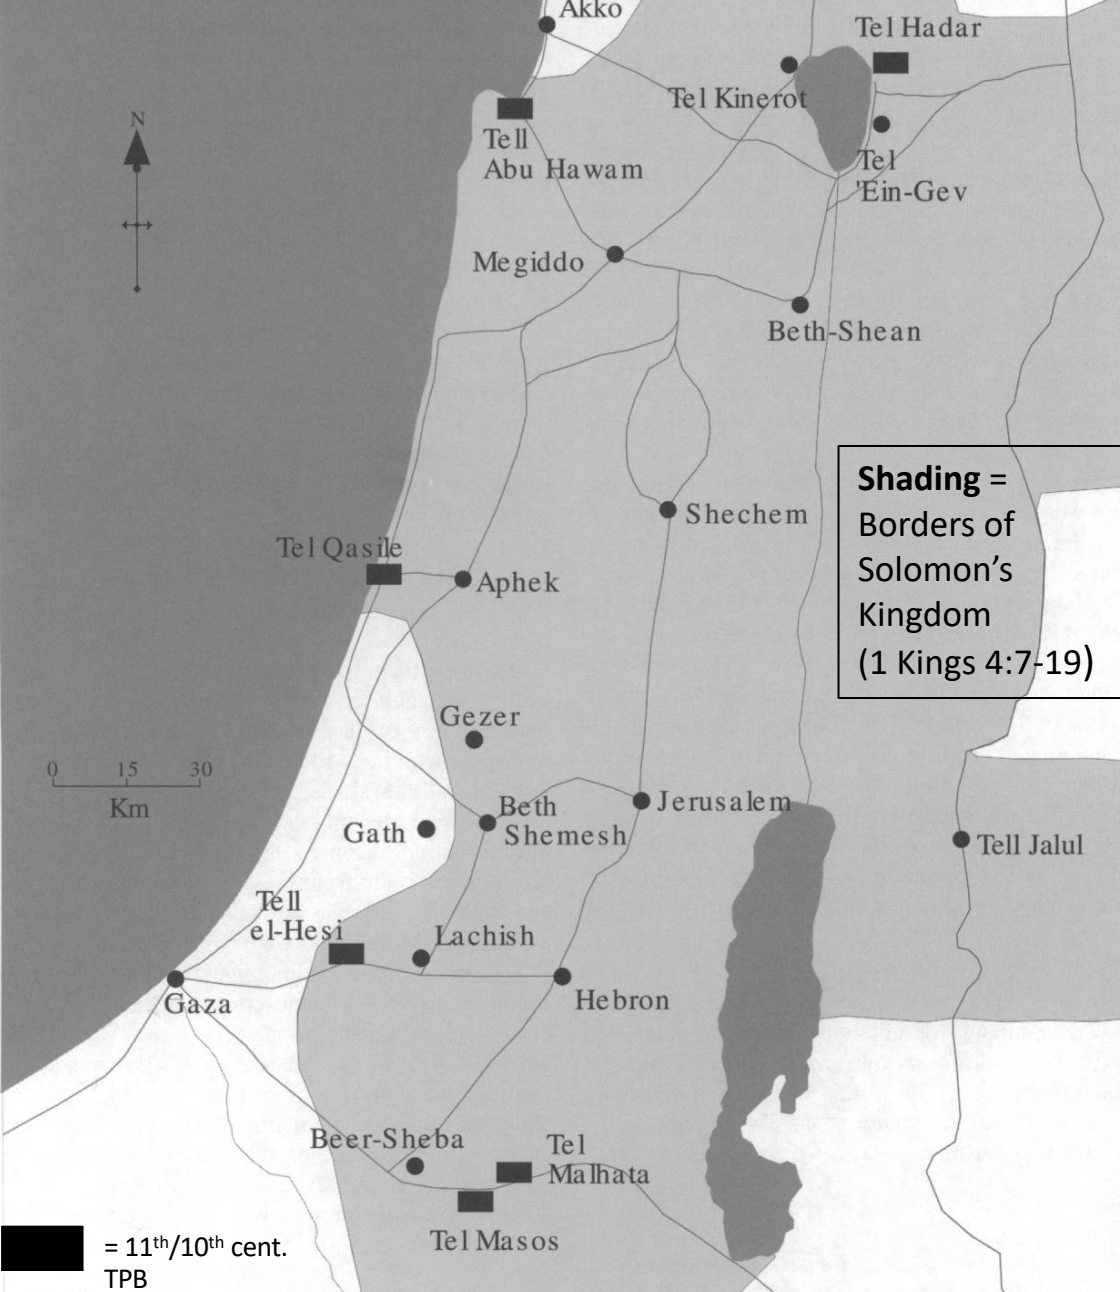 Akko
Tel Hadar
Tel Kinerot
N
Tell
Abu Hawam
Tel
'Ein-Gev
Megiddo
Beth-Shean
Shading =
Borders of
Solomon’s
Kingdom
(1 Kings 4:7-19)
Shechem
Tel Qasile
Aphek
Gezer
0 15 30
Km
Beth
Shemesh
Jerusalem
Gath
Tell Jalul
Tell
el-Hesi
Lachish
Gaza
Hebron
Beer-Sheba
Tel
Malhata
Tel Masos
= 11th/10th cent.
TPB